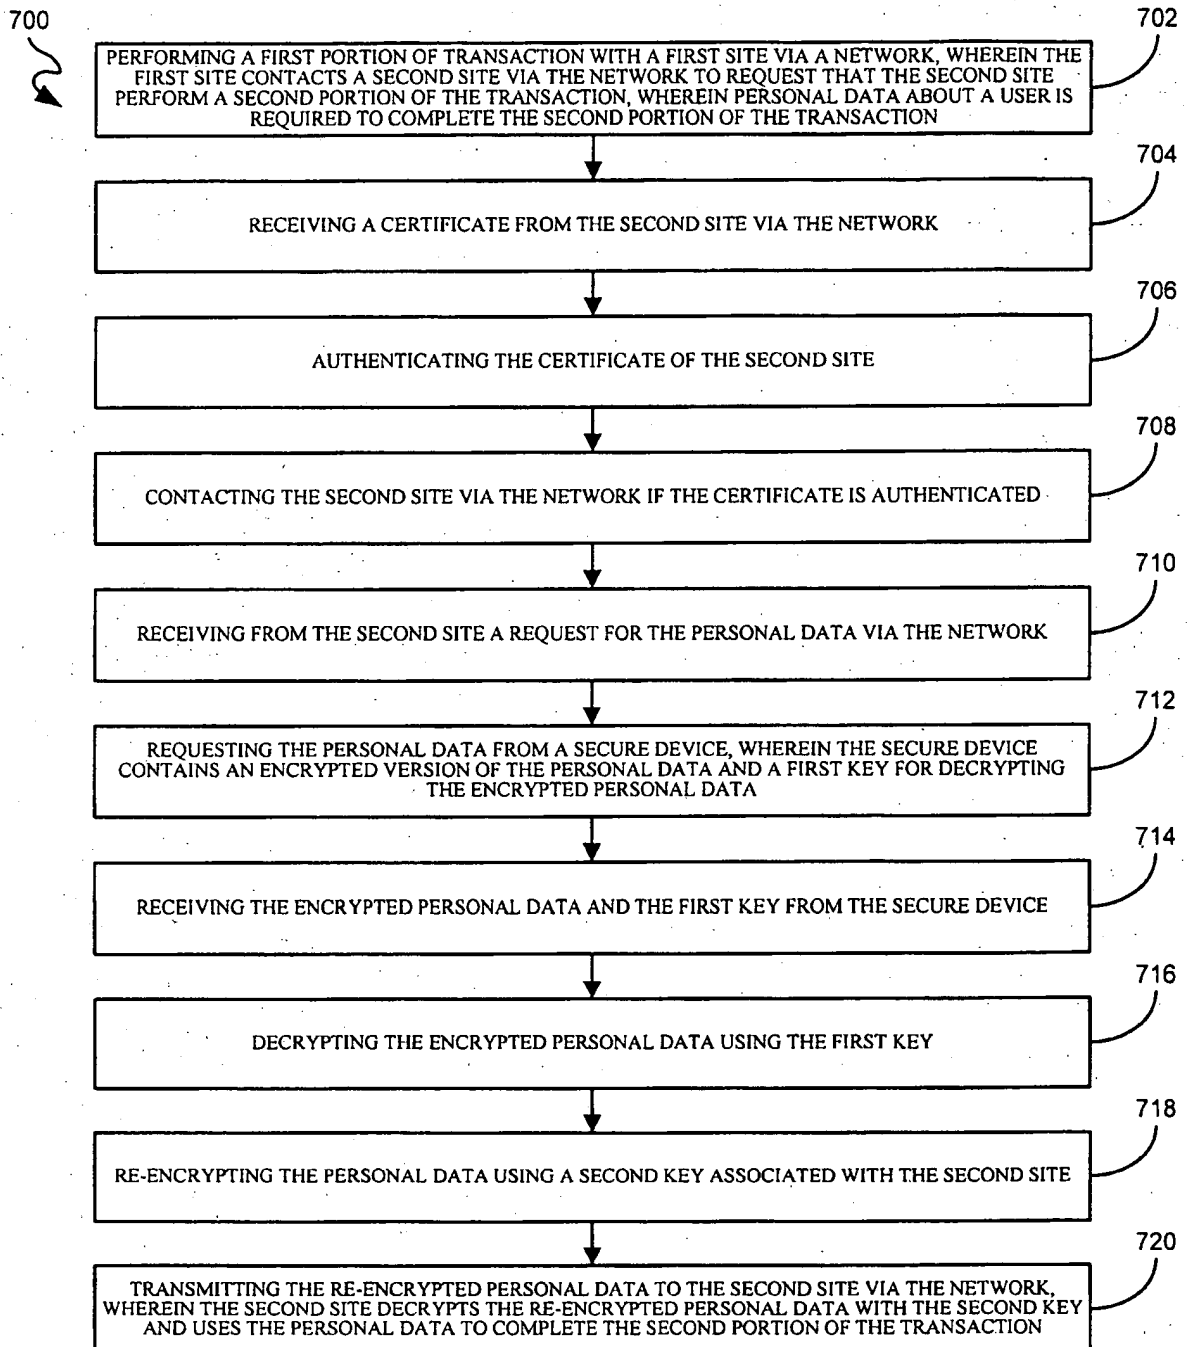 700
702
PERFORMING A FIRST PORTION OF TRANSACTION WITH A FIRST SITE VIA A NETWORK, WHEREIN THE
FIRST SITE CONTACTS A SECOND SITE VIA THE NETWORK TO REQUEST THAT THE SECOND SITE
PERFORM A SECOND PORTION OF THE TRANSACTION, WHEREIN PERSONAL DATA ABOUT A USER IS
REQUIRED TO COMPLETE THE SECOND PORTION OF THE TRANSACTION
704
RECEIVING A CERTIFICATE FROM THE SECOND SITE VIA THE NETWORK
706
AUTHENTICATING THE CERTIFICATE OF THE SECOND SITE
708
CONTACTING THE SECOND SITE VIA THE NETWORK IF THE CERTIFICATE IS AUTHENTICATED
710
RECEIVING FROM THE SECOND SITE A REQUEST FOR THE PERSONAL DATA VIA THE NETWORK
712
REQUESTING THE PERSONAL DATA FROM A SECURE DEVICE, WHEREIN THE SECURE DEVICE
CONTAINS AN ENCRYPTED VERSION OF THE PERSONAL DATA AND A FIRST KEY FOR DECRYPTING
THE ENCRYPTED PERSONAL DATA
714
RECEIVING THE ENCRYPTED PERSONAL DATA AND THE FIRST KEY FROM THE SECURE DEVICE
716
DECRYPTING THE ENCRYPTED PERSONAL DATA USING THE FIRST KEY
718
RE-ENCRYPTING THE PERSONAL DATA USING A SECOND KEY ASSOCIATED WITH THE SECOND SITE
720
TRANSMITTING THE RE-ENCRYPTED PERSONAL DATA TO THE SECOND SITE VIA THE NETWORK,
WHEREIN THE SECOND SITE DECRYPTS THE RE-ENCRYPTED PERSONAL DATA WITH THE SECOND KEY
AND USES THE PERSONAL DATA TO COMPLETE THE SECOND PORTION OF THE TRANSACTION